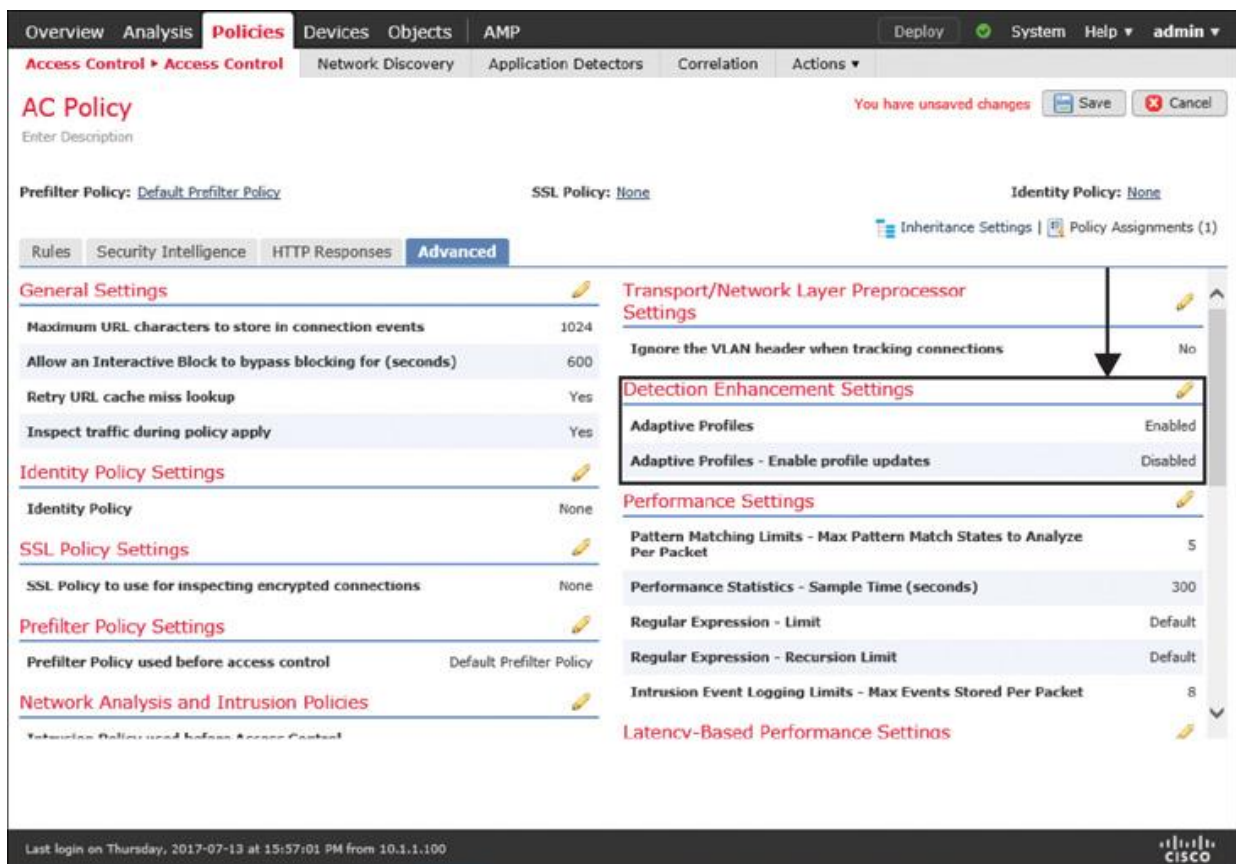 Overview Analysis Policies Devices Objects AMP Deploy System Help ▾ admin ▾
Access Control ▸ Access Control Network Discovery Application Detectors Correlation Actions ▾
AC Policy
You have unsaved changes Save Cancel
Enter Description
Prefilter Policy: Default Prefilter Policy SSL Policy: None Identity Policy: None
Inheritance Settings | Policy Assignments (1)
Rules Security Intelligence HTTP Responses Advanced
General Settings
Maximum URL characters to store in connection events 1024
Allow an Interactive Block to bypass blocking for (seconds) 600
Retry URL cache miss lookup Yes
Inspect traffic during policy apply Yes
Identity Policy Settings
Identity Policy None
SSL Policy Settings
SSL Policy to use for inspecting encrypted connections None
Prefilter Policy Settings
Prefilter Policy used before access control Default Prefilter Policy
Network Analysis and Intrusion Policies
Intrusion Policy used before Access Control
Transport/Network Layer Preprocessor
Settings
Ignore the VLAN header when tracking connections No
Detection Enhancement Settings
Adaptive Profiles Enabled
Adaptive Profiles - Enable profile updates Disabled
Performance Settings
Pattern Matching Limits - Max Pattern Match States to Analyze
Per Packet 5
Performance Statistics - Sample Time (seconds) 300
Regular Expression - Limit Default
Regular Expression - Recursion Limit Default
Intrusion Event Logging Limits - Max Events Stored Per Packet 8
Latency-Based Performance Settings
Last login on Thursday, 2017-07-13 at 15:57:01 PM from 10.1.1.100
CISCO